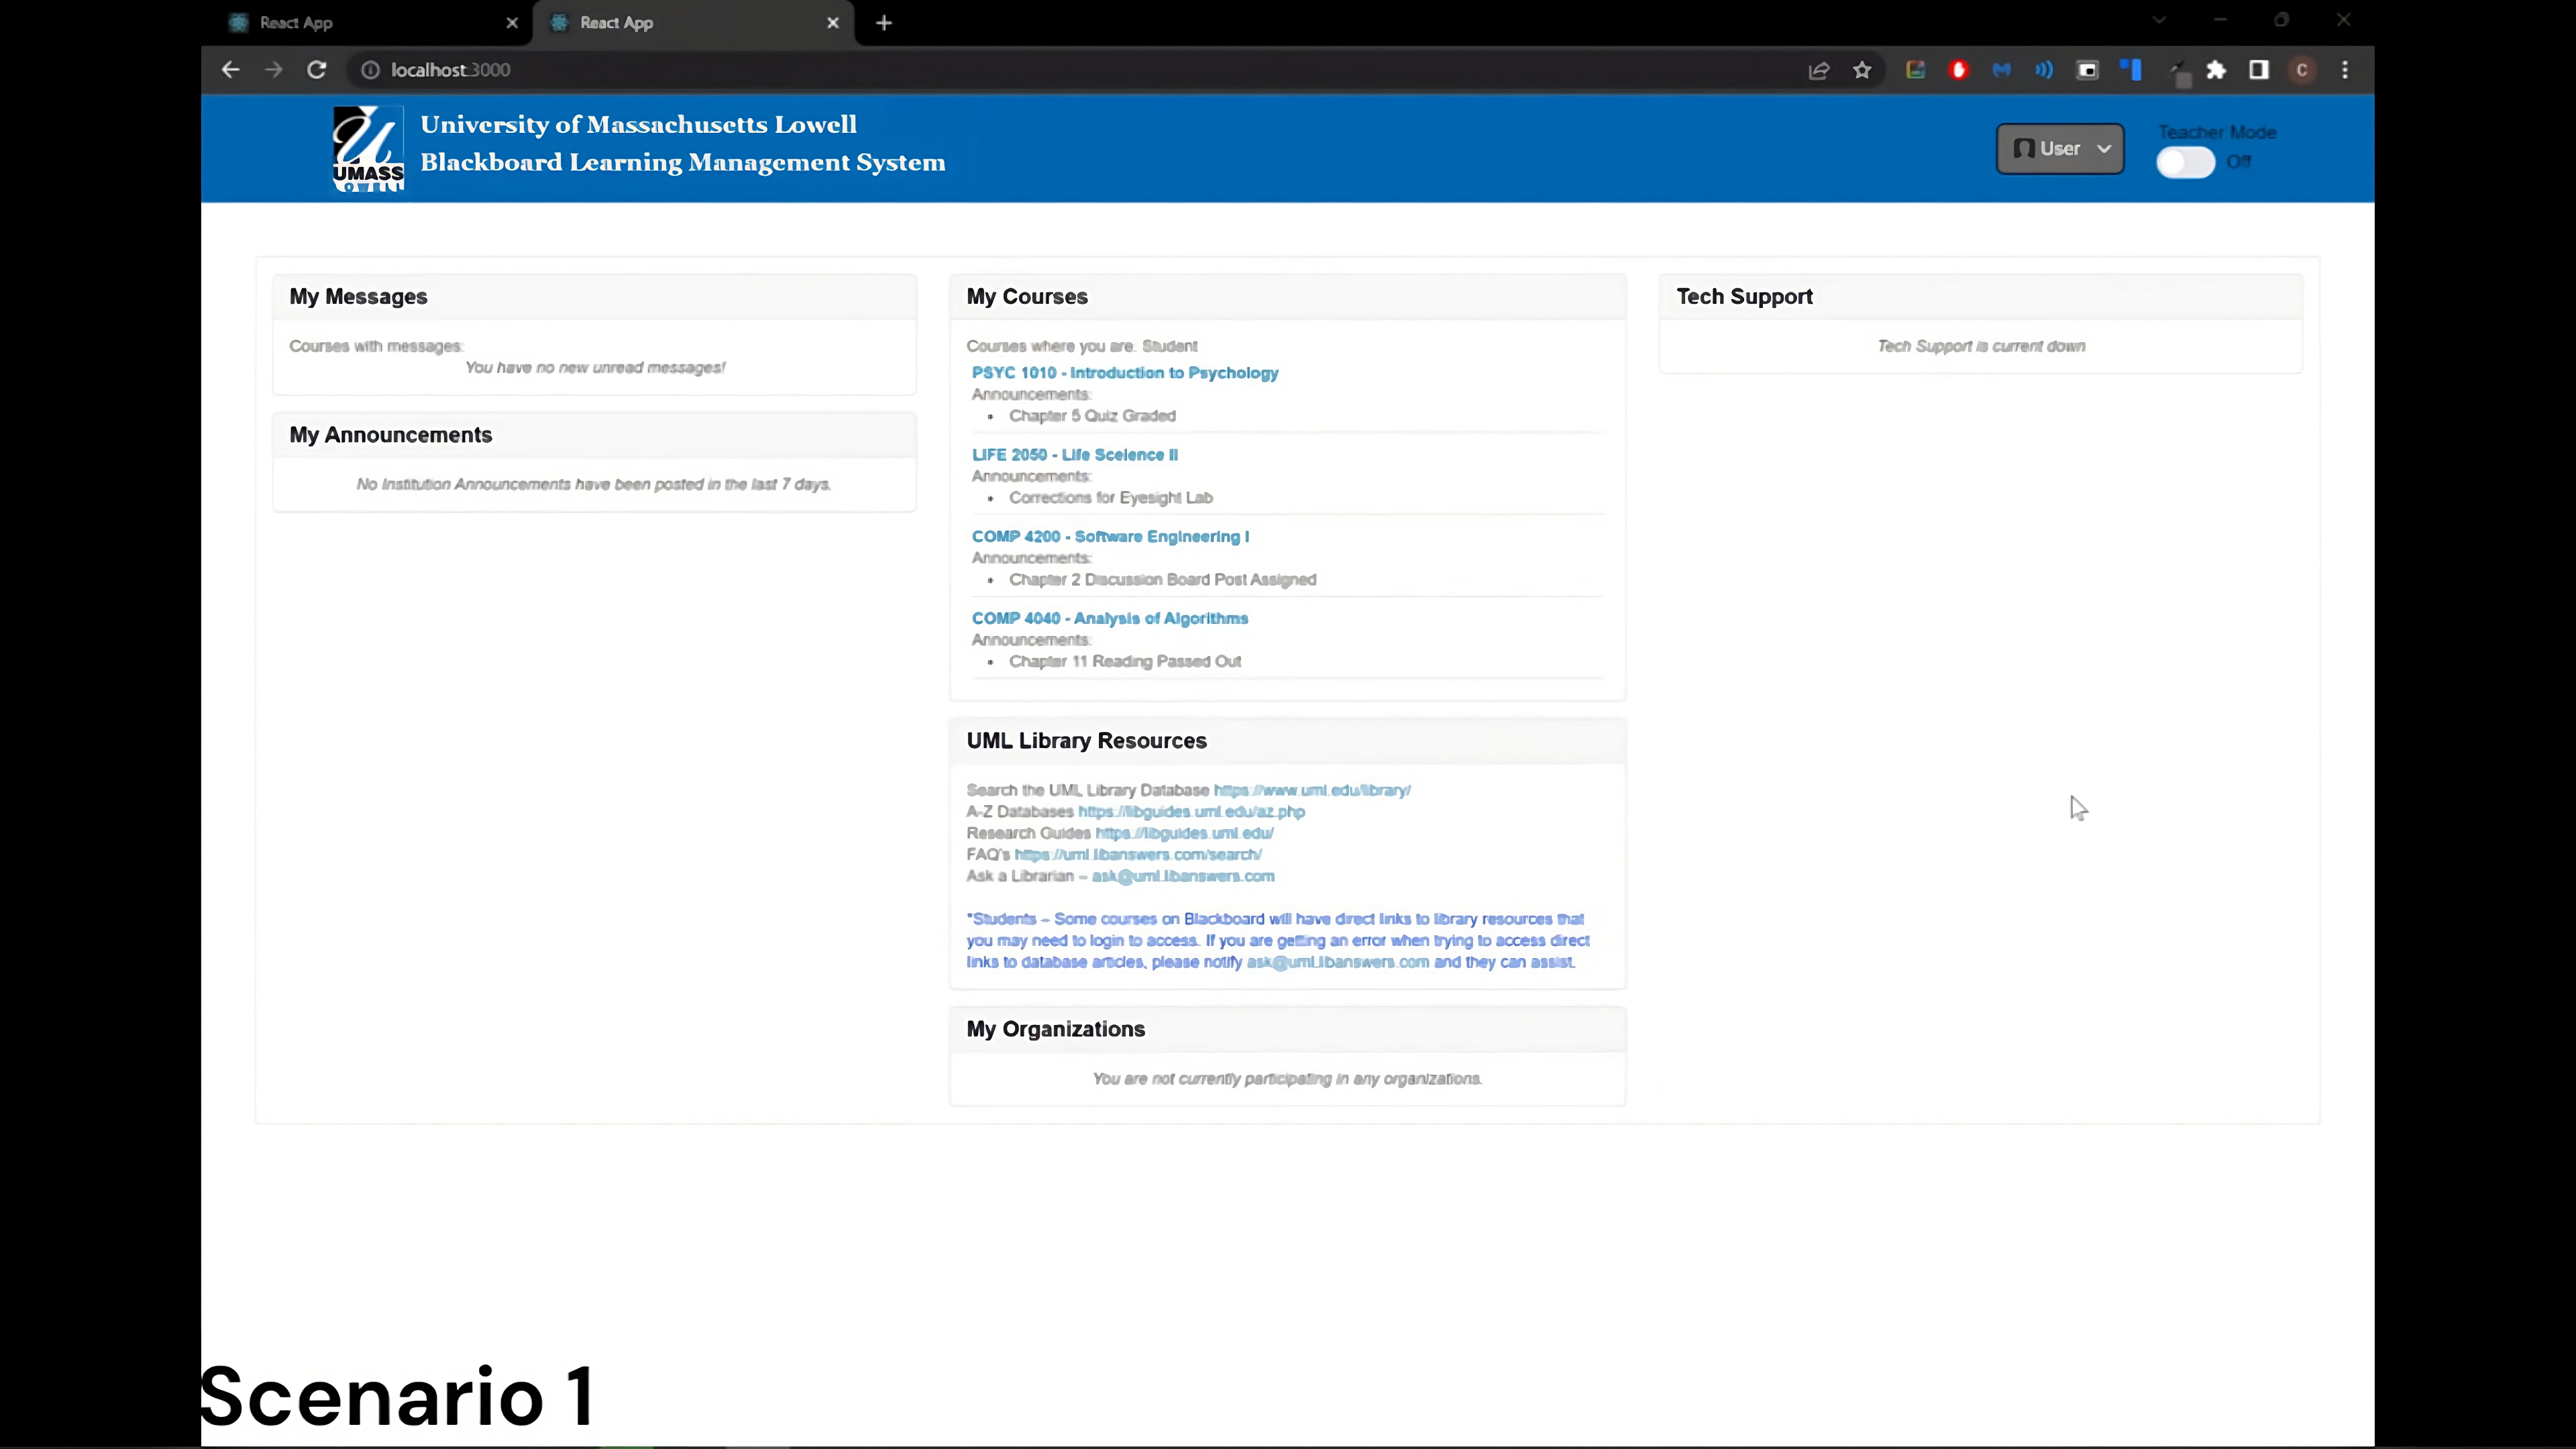 React App
React App
localhost:3000
C
UMASS
LOWELL
University of Massachusetts Lowell
Blackboard Learning Management System
User
Teacher Mode
Off
My Messages
Courses with messages:
You have no new unread messages!
My Announcements
No Institution Announcements have been posted in the last 7 days.
My Courses
Courses where you are: Student
PSYC 1010 - Introduction to Psychology
Announcements:
• Chapter 5 Quiz Graded
LIFE 2050 - Life Sceience II
Announcements:
• Corrections for Eyesight Lab
COMP 4200 - Software Engineering I
Announcements:
• Chapter 2 Discussion Board Post Assigned
COMP 4040 - Analysis of Algorithms
Announcements:
• Chapter 11 Reading Passed Out
UML Library Resources
Search the UML Library Database https://www.uml.edu/library/
A-Z Databases https://libguides.uml.edu/az.php
Research Guides https://libguides.uml.edu/
FAQ's https://uml.libanswers.com/search/
Ask a Librarian – ask@uml.libanswers.com
*Students – Some courses on Blackboard will have direct links to library resources that
you may need to login to access. If you are getting an error when trying to access direct
links to database articles, please notify ask@uml.libanswers.com and they can assist.
My Organizations
You are not currently participating in any organizations.
Tech Support
Tech Support is current down
Scenario 1